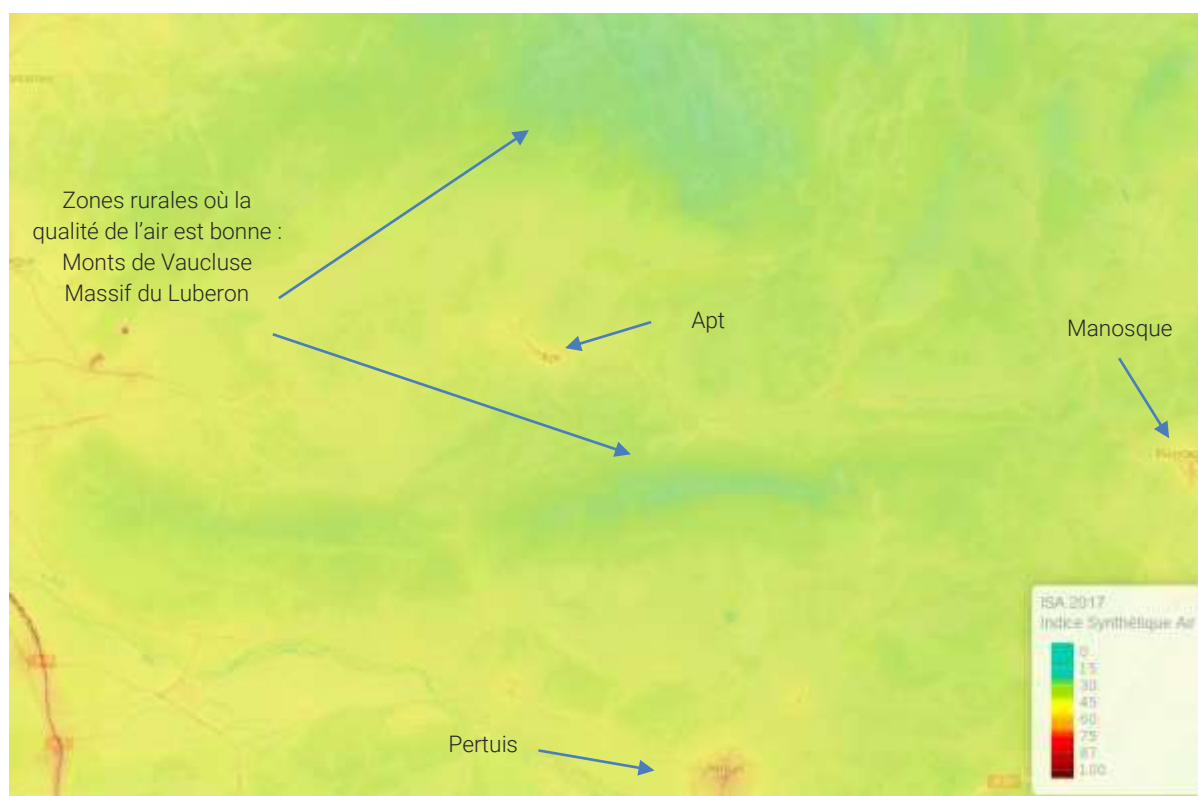 Zones rurales où la
qualité de l'air est bonne :
Monts de Vaucluse
Massif du Luberon
Apt
Manosque
ISA 2017
Indice Synthétique Air
0
15
30
45
60
75
87
100
Pertuis